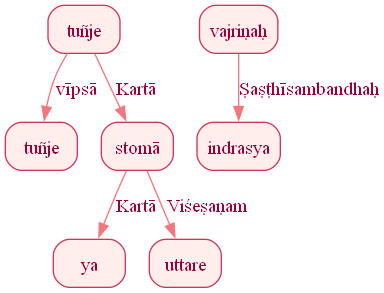 tuñje vajriṇaḥ
vīpsā Kartā Ṣaṣṭhīsambandhaḥ
tuñje stomā indrasya
Kartā Viśeṣaṇam
ya uttare